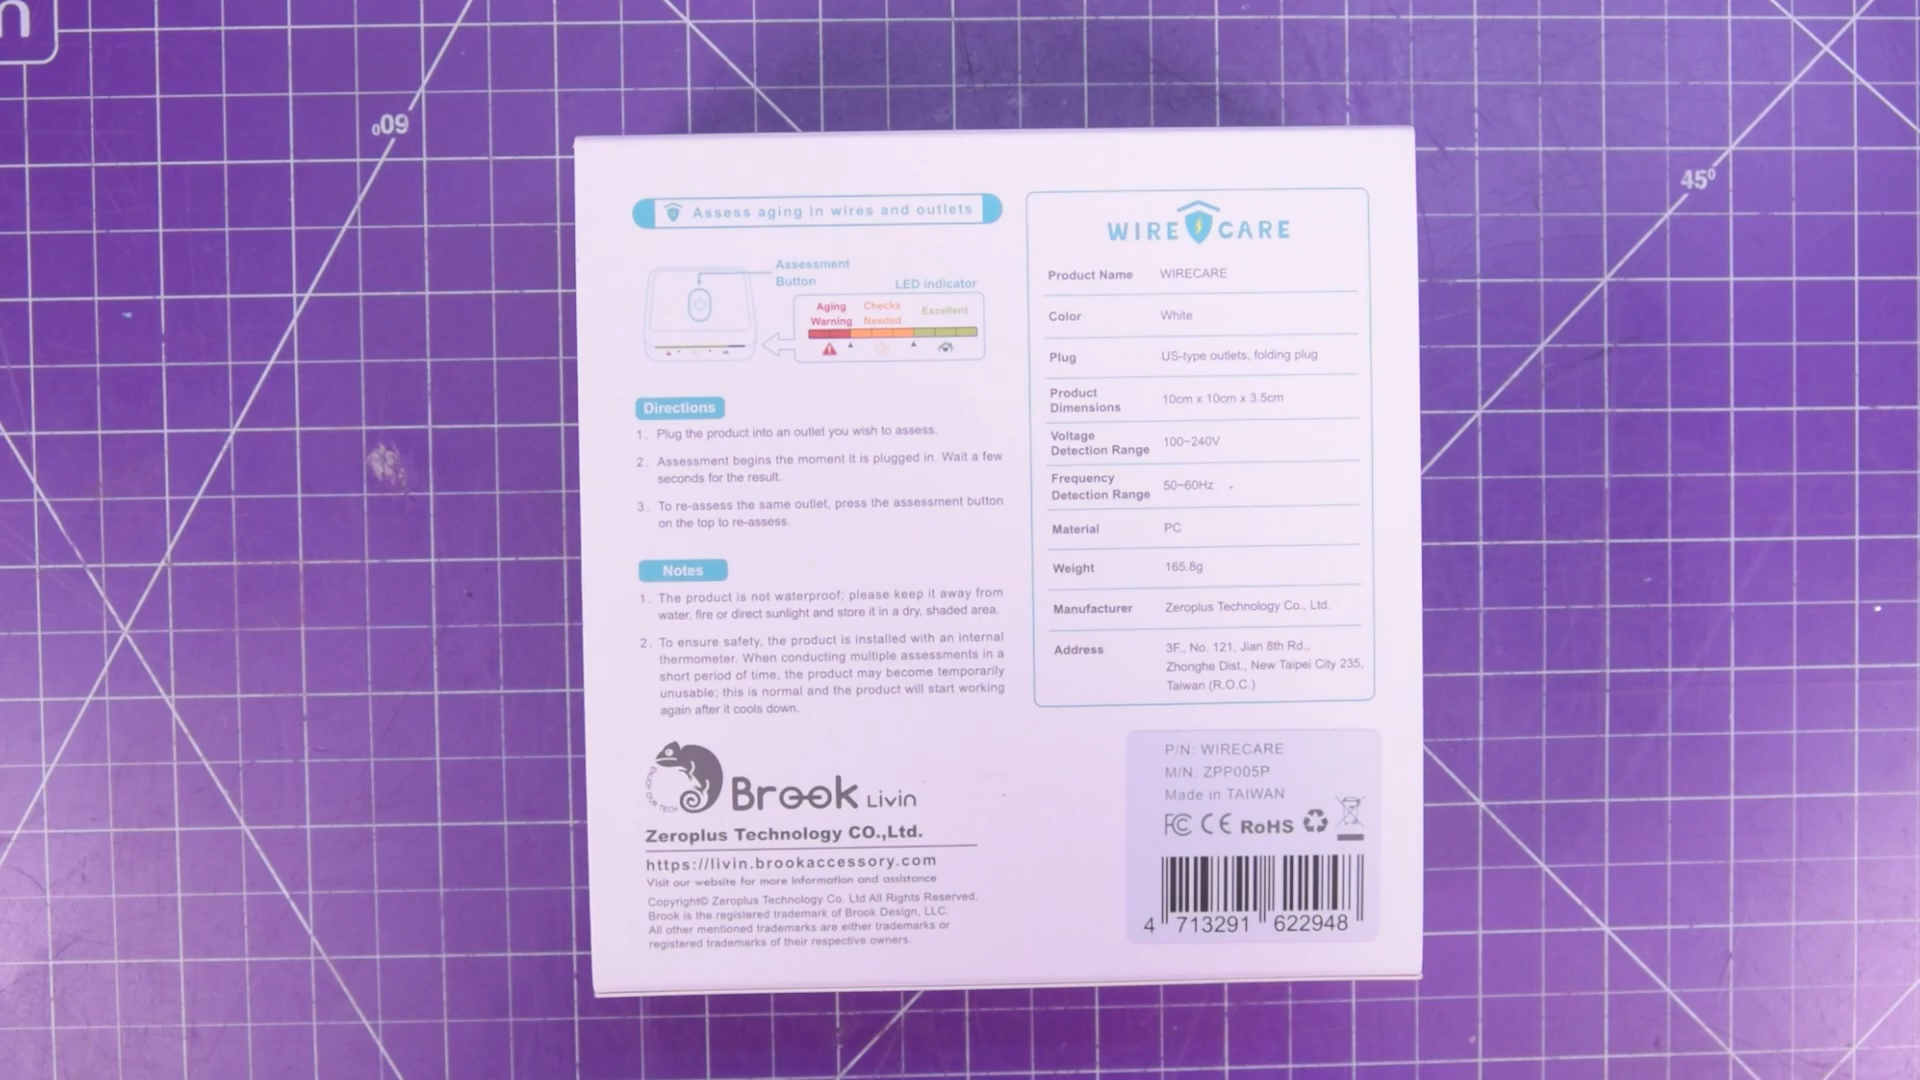 60°
45°
Assess aging in wires and outlets
Assessment
Button
LED indicator
Aging
Warning
Checks
Needed
Excellent
Directions
1. Plug the product into an outlet you wish to assess.
2. Assessment begins the moment it is plugged in. Wait a few
seconds for the result.
3. To re-assess the same outlet, press the assessment button
on the top to re-assess.
Notes
1. The product is not waterproof; please keep it away from
water, fire or direct sunlight and store it in a dry, shaded area.
2. To ensure safety, the product is installed with an internal
thermometer. When conducting multiple assessments in a
short period of time, the product may become temporarily
unusable; this is normal and the product will start working
again after it cools down.
Brook Livin
Zeroplus Technology CO.,Ltd.
https://livin.brookaccessory.com
Visit our website for more information and assistance
Copyright© Zeroplus Technology Co. Ltd All Rights Reserved.
Brook is the registered trademark of Brook Design, LLC.
All other mentioned trademarks are either trademarks or
registered trademarks of their respective owners.
WIRE CARE
Product Name WIRECARE
Color White
Plug US-type outlets, folding plug
Product
Dimensions 10cm x 10cm x 3.5cm
Voltage
Detection Range 100~240V
Frequency
Detection Range 50~60Hz
Material PC
Weight 165.8g
Manufacturer Zeroplus Technology Co., Ltd.
Address 3F., No. 121, Jian 8th Rd.,
Zhonghe Dist., New Taipei City 235,
Taiwan (R.O.C.)
P/N: WIRECARE
M/N: ZPP005P
Made in TAIWAN
FC CE RoHS
4 713291 622948